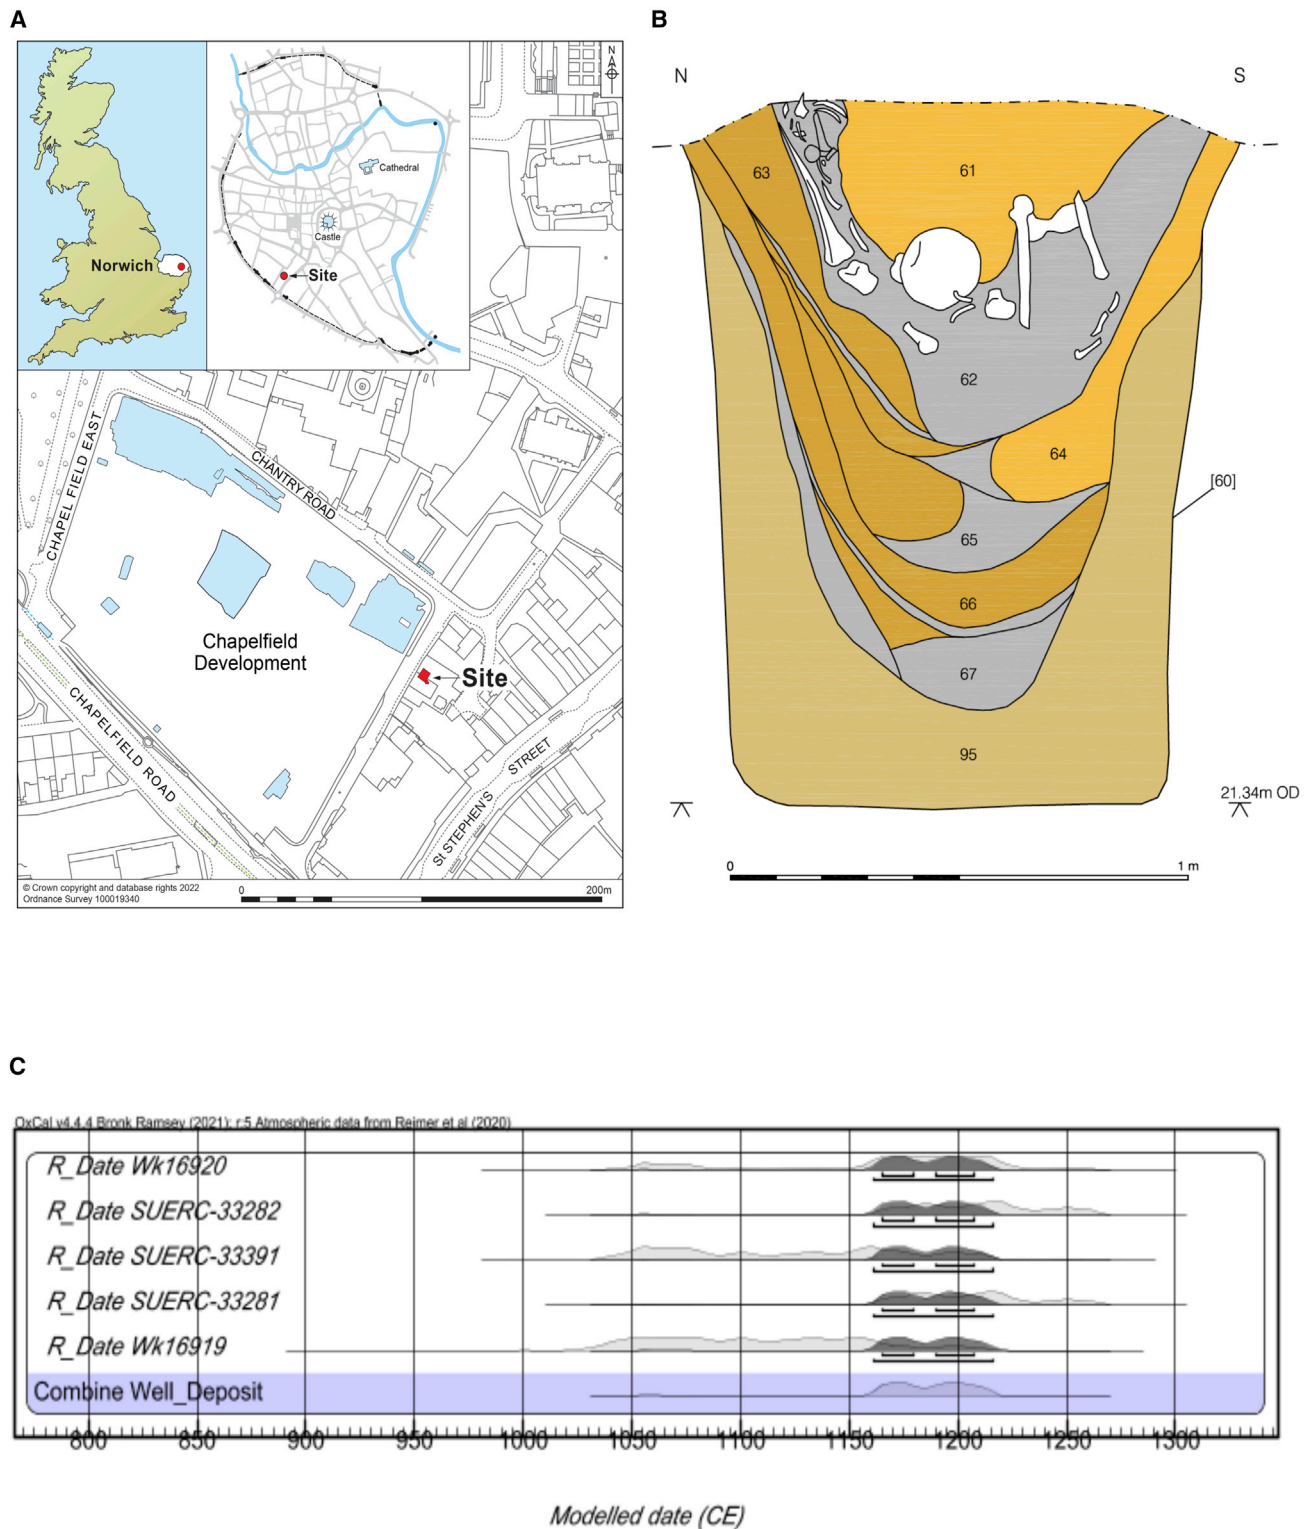 A
N
Norwich
Cathedral
Castle
Site
CHAPEL FIELD EAST
CHANTRY ROAD
Chapelfield
Development
Site
CHAPELFIELD ROAD
St STEPHEN'S
STREET
© Crown copyright and database rights 2022
Ordnance Survey 100019340
0
200m
B
N
S
63
61
62
64
[60]
65
66
67
95
21.34m OD
0
1 m
C
OxCal v4.4.4 Bronk Ramsey (2021); r:5 Atmospheric data from Reimer et al (2020)
R_Date Wk16920
R_Date SUERC-33282
R_Date SUERC-33391
R_Date SUERC-33281
R_Date Wk16919
Combine Well_Deposit
800 850 900 950 1000 1050 1100 1150 1200 1250 1300
Modelled date (CE)